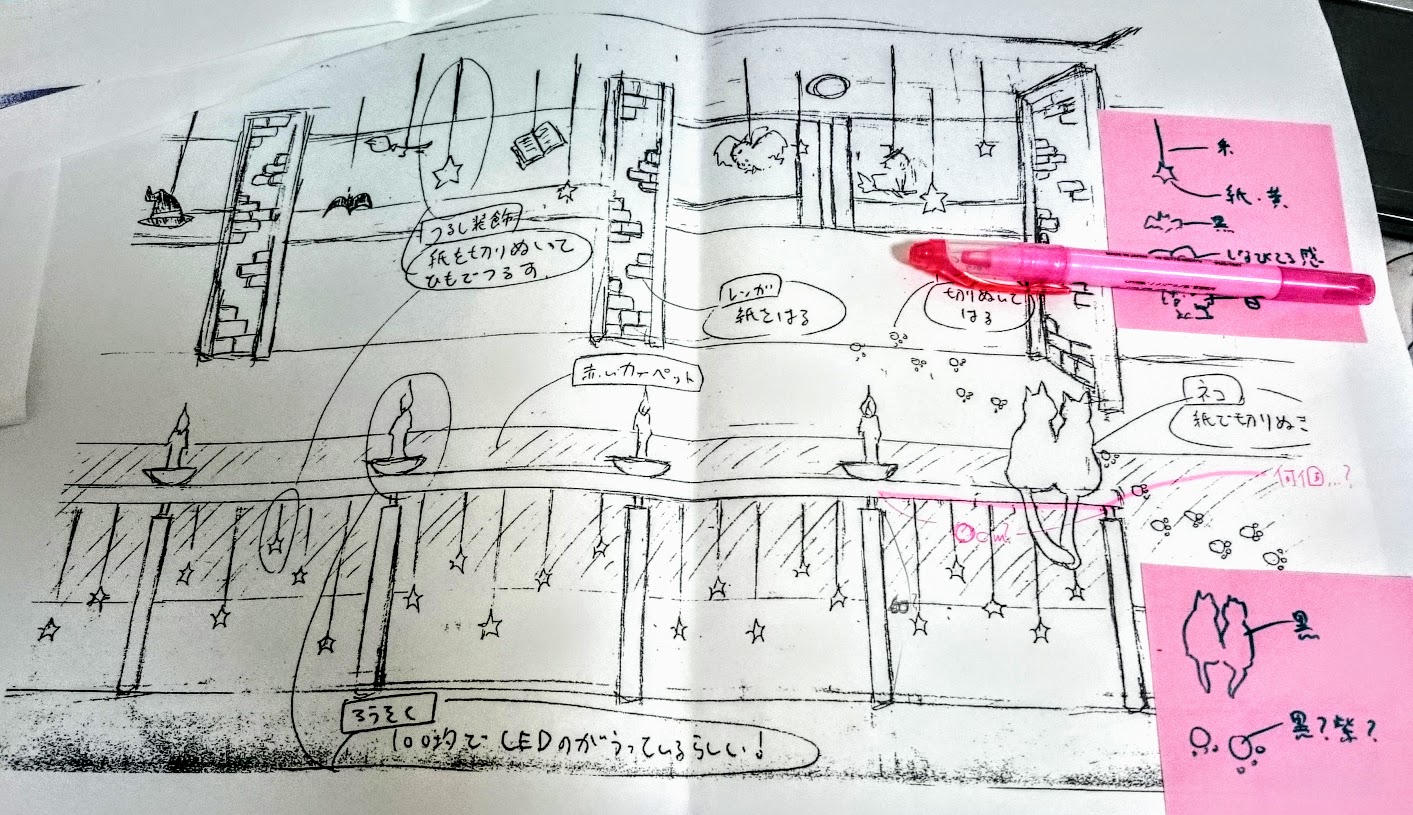 つるし装飾
紙を切りぬいて
ひもでつるす。
レンガ
紙をはる
切りぬいて
はる
赤いカーペット
ネコ
紙で切りぬき
糸
紙・黄
黒
しなびてる感
何個…?
60
ろうそく
100均でLEDのがうっているらしい!
黒
黒?紫?